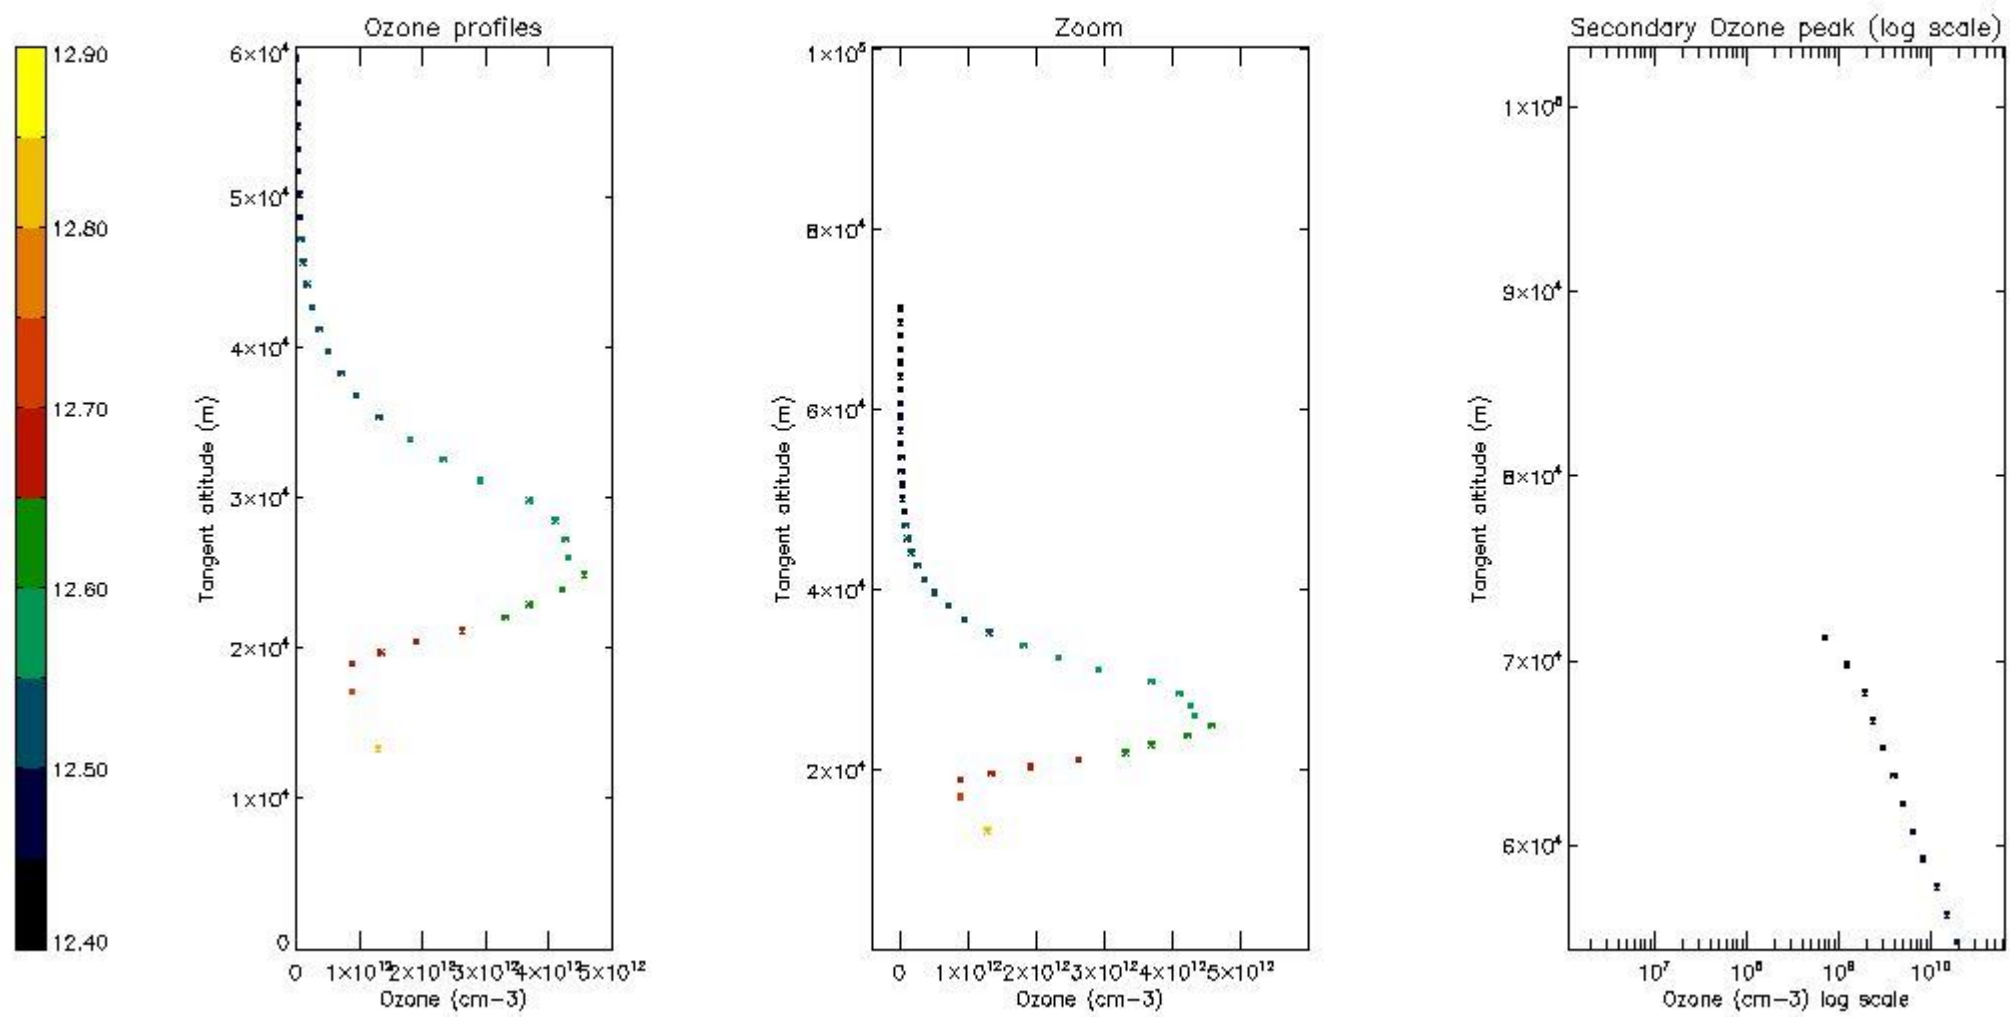 Ozone profiles
Zoom
Secondary Ozone peak (log scale)
12.90
12.80
12.70
12.60
12.50
12.40
6×10⁴
5×10⁴
4×10⁴
3×10⁴
2×10⁴
1×10⁴
0
Tangent altitude (m)
0 1×10¹² 2×10¹² 3×10¹² 4×10¹² 5×10¹²
Ozone (cm−3)
1×10⁵
8×10⁴
6×10⁴
4×10⁴
2×10⁴
Tangent altitude (m)
0 1×10¹² 2×10¹² 3×10¹² 4×10¹² 5×10¹²
Ozone (cm−3)
1×10⁵
9×10⁴
8×10⁴
7×10⁴
6×10⁴
Tangent altitude (m)
10⁷ 10⁸ 10⁹ 10¹⁰
Ozone (cm−3) log scale